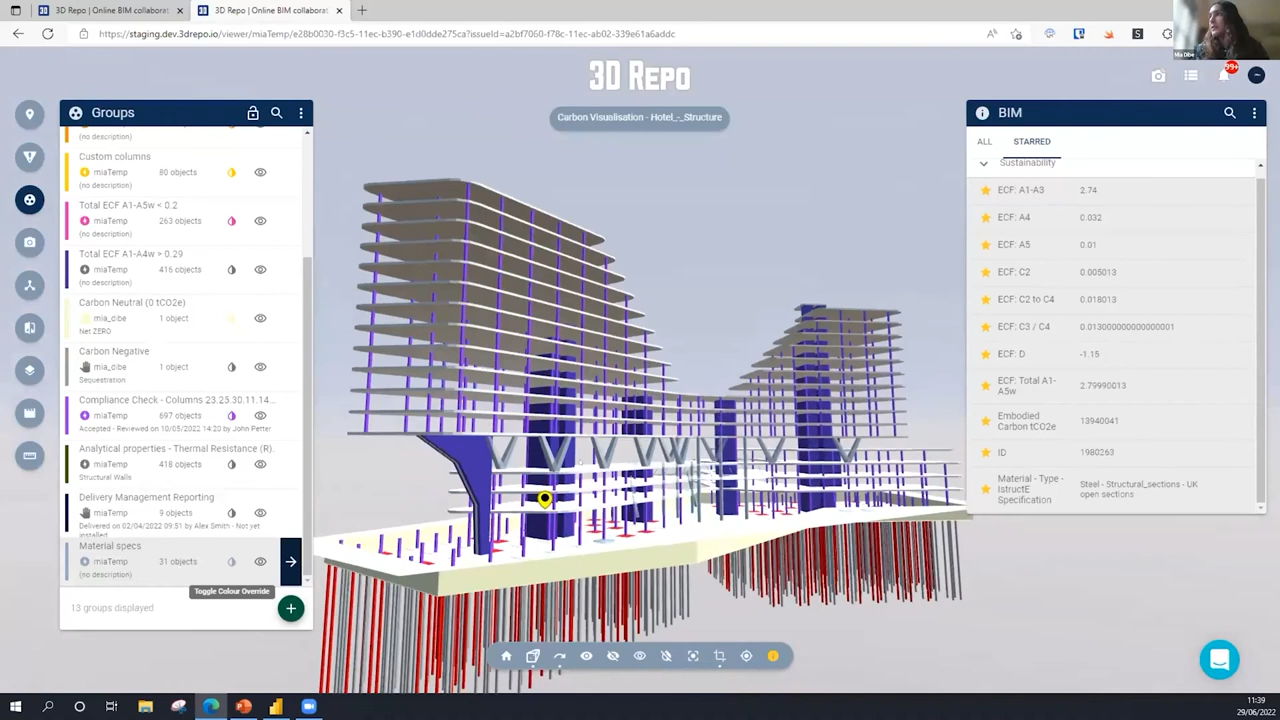 3D Repo | Online BIM collaborat
3D Repo | Online BIM collaborat
https://staging.dev.3drepo.io/viewer/miaTemp/e28b0030-f3c5-11ec-b390-e1d0dde275ca?issueId=a2bf7060-f78c-11ec-ab02-339e61a6addc
Mia Dibe
3D REPO
99+
Carbon Visualisation - Hotel_-_Structure
Groups
(no description)
Custom columns
miaTemp 80 objects
(no description)
Total ECF A1-A5w < 0.2
miaTemp 263 objects
(no description)
Total ECF A1-A4w > 0.29
miaTemp 416 objects
(no description)
Carbon Neutral (0 tCO2e)
mia_dibe 1 object
Net ZERO
Carbon Negative
mia_dibe 1 object
Sequestration
Compliance Check - Columns 23.25.30.11.14...
miaTemp 697 objects
Accepted - Reviewed on 10/05/2022 14:20 by John Perter
Analytical properties - Thermal Resistance (R).
miaTemp 418 objects
Structural Walls
Delivery Management Reporting
miaTemp 9 objects
Delivered on 02/04/2022 09:51 by Alex Smith - Not yet
installed
Material specs
miaTemp 31 objects
(no description)
Toggle Colour Override
13 groups displayed
BIM
ALL STARRED
Sustainability
ECF: A1-A3 2.74
ECF: A4 0.032
ECF: A5 0.01
ECF: C2 0.005013
ECF: C2 to C4 0.018013
ECF: C3 / C4 0.013000000000000001
ECF: D -1.15
ECF: Total A1-
A5w 2.79990013
Embodied
Carbon tCO2e 13940041
ID 1980263
Material - Type -
IstructE
Specification
Steel - Structural_sections - UK
open sections
11:39
29/06/2022